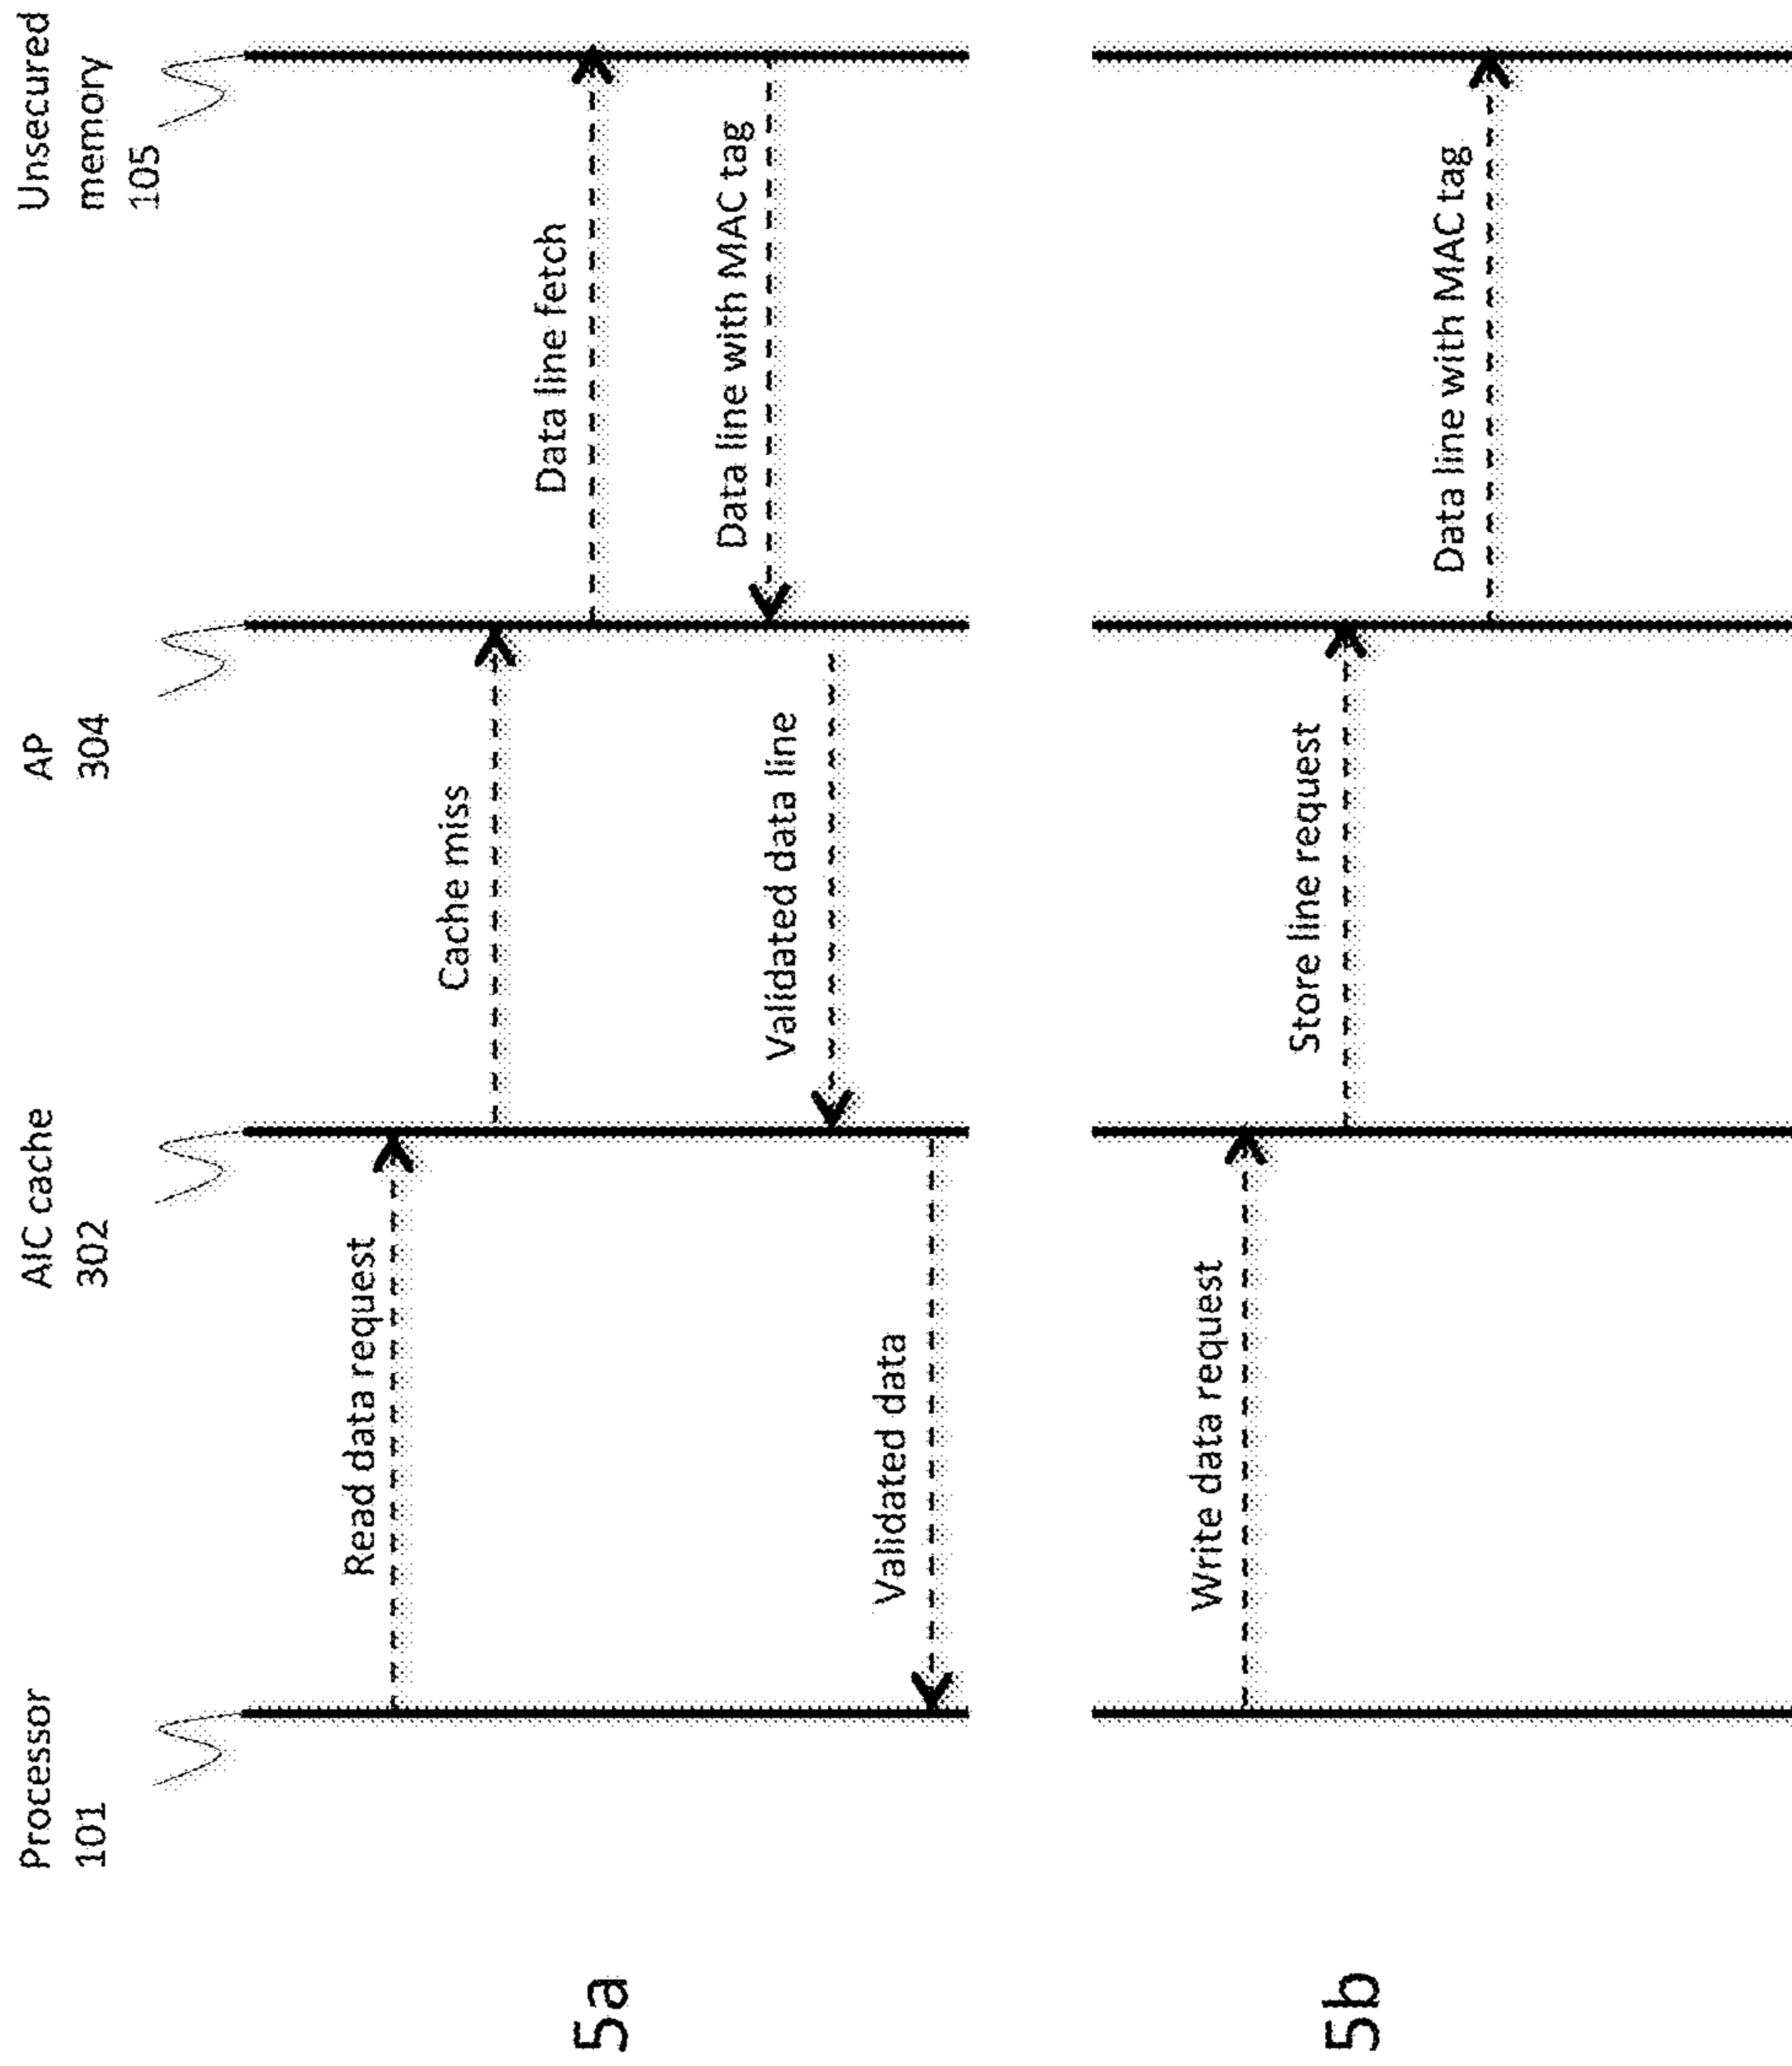 Processor
101
AIC cache
302
AP
304
Unsecured
memory
105
5a
Read data request
Cache miss
Data line fetch
Data line with MAC tag
Validated data line
Validated data
5b
Write data request
Store line request
Data line with MAC tag